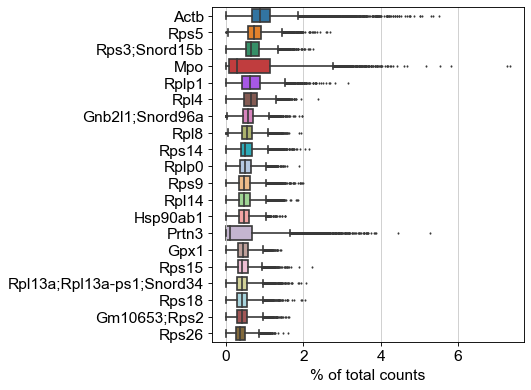 Actb
Rps5
Rps3;Snord15b
Mpo
Rplp1
Rpl4
Gnb2l1;Snord96a
Rpl8
Rps14
Rplp0
Rps9
Rpl14
Hsp90ab1
Prtn3
Gpx1
Rps15
Rpl13a;Rpl13a-ps1;Snord34
Rps18
Gm10653;Rps2
Rps26
0 2 4 6
% of total counts